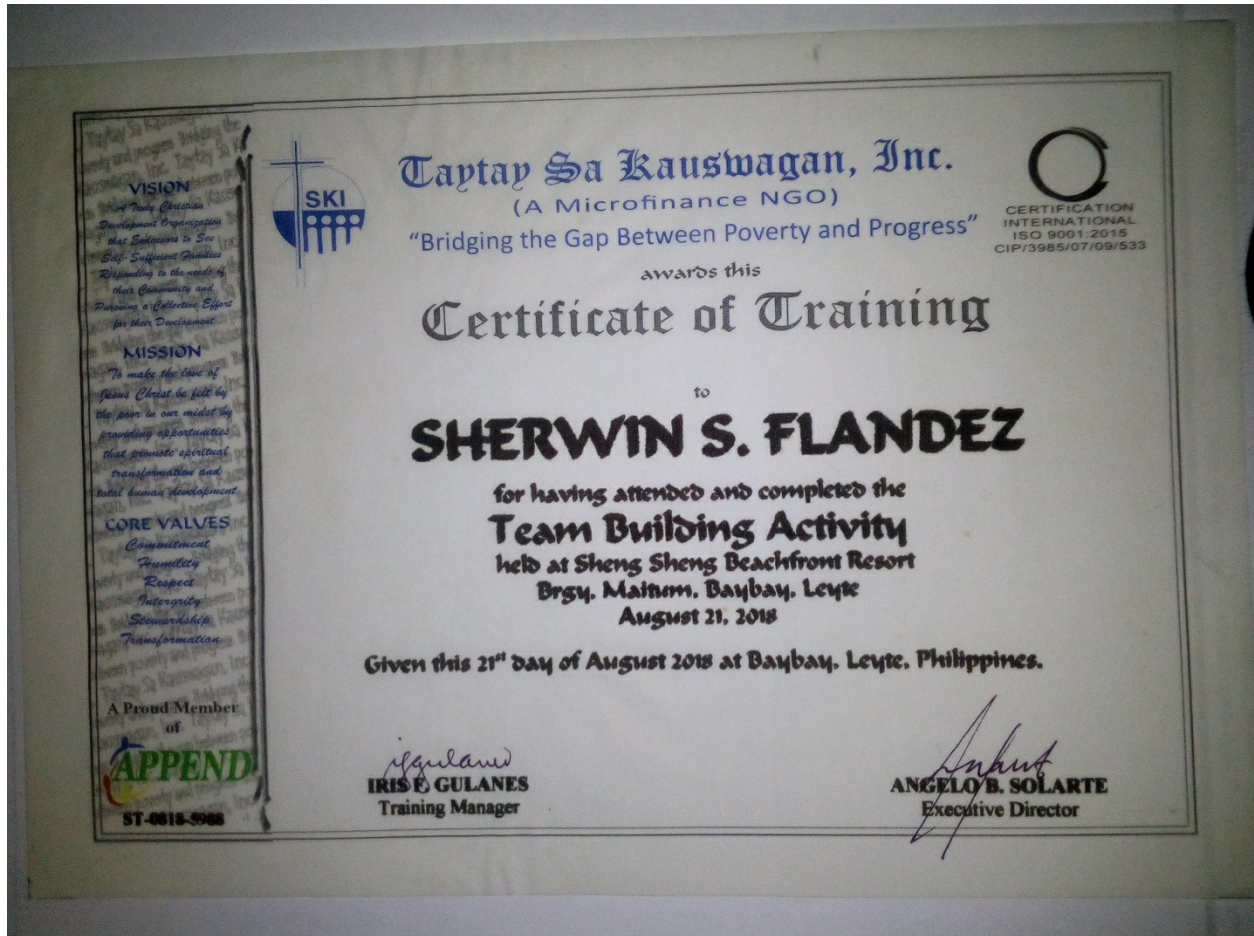 VISION
A Truly Christian
Development Organization
that Endeavors to See
Self-Sufficient Families
Responding to the needs of
their Community and
Pursuing a Collective Effort
for their Development
MISSION
To make the love of
Jesus Christ be felt by
the poor in our midst by
providing opportunities
that promote spiritual
transformation and
total human development
CORE VALUES
Commitment
Humility
Respect
Intergrity
Stewardship
Transformation
A Proud Member
of
APPEND
ST-0818-5988
SKI
Taytay Sa Kauswagan, Inc.
(A Microfinance NGO)
“Bridging the Gap Between Poverty and Progress”
CERTIFICATION
INTERNATIONAL
ISO 9001:2015
CIP/3985/07/09/533
awards this
Certificate of Training
to
SHERWIN S. FLANDEZ
for having attended and completed the
Team Building Activity
held at Sheng Sheng Beachfront Resort
Brgy. Maitum, Baybay, Leyte
August 21, 2018
Given this 21st day of August 2018 at Baybay, Leyte, Philippines.
IRIS F. GULANES
Training Manager
ANGELO B. SOLARTE
Executive Director